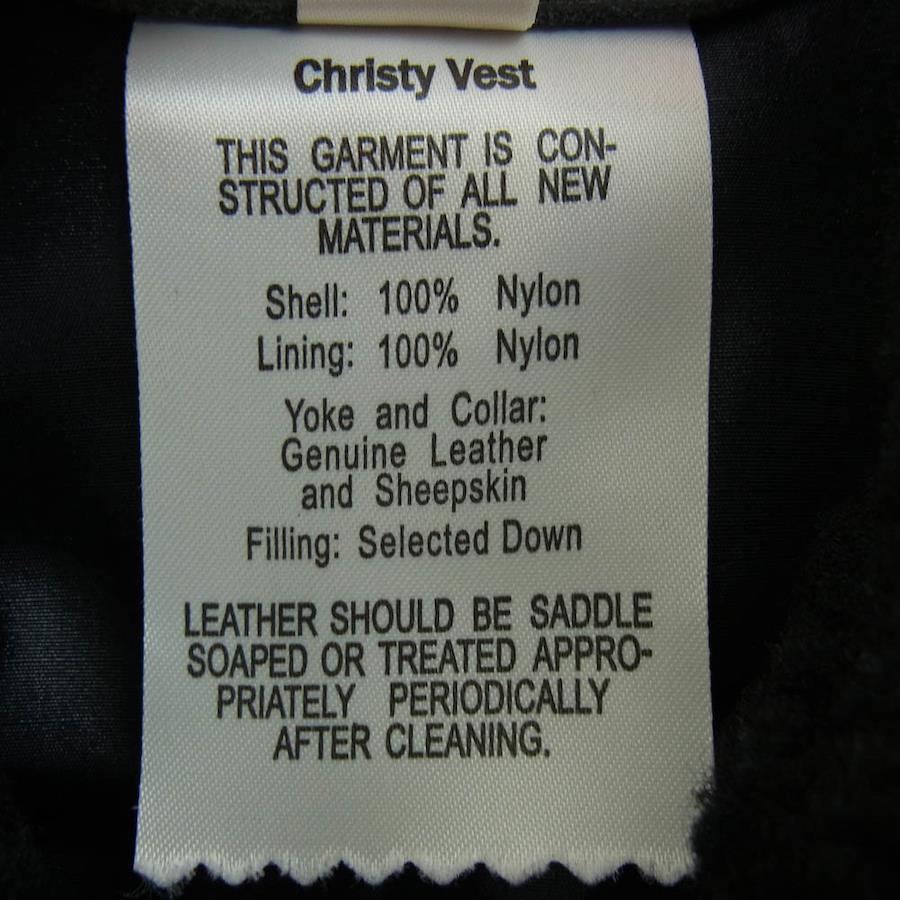 Christy Vest
THIS GARMENT IS CON-
STRUCTED OF ALL NEW
MATERIALS.
Shell: 100% Nylon
Lining: 100% Nylon
Yoke and Collar:
Genuine Leather
and Sheepskin
Filling: Selected Down
LEATHER SHOULD BE SADDLE
SOAPED OR TREATED APPRO-
PRIATELY PERIODICALLY
AFTER CLEANING.